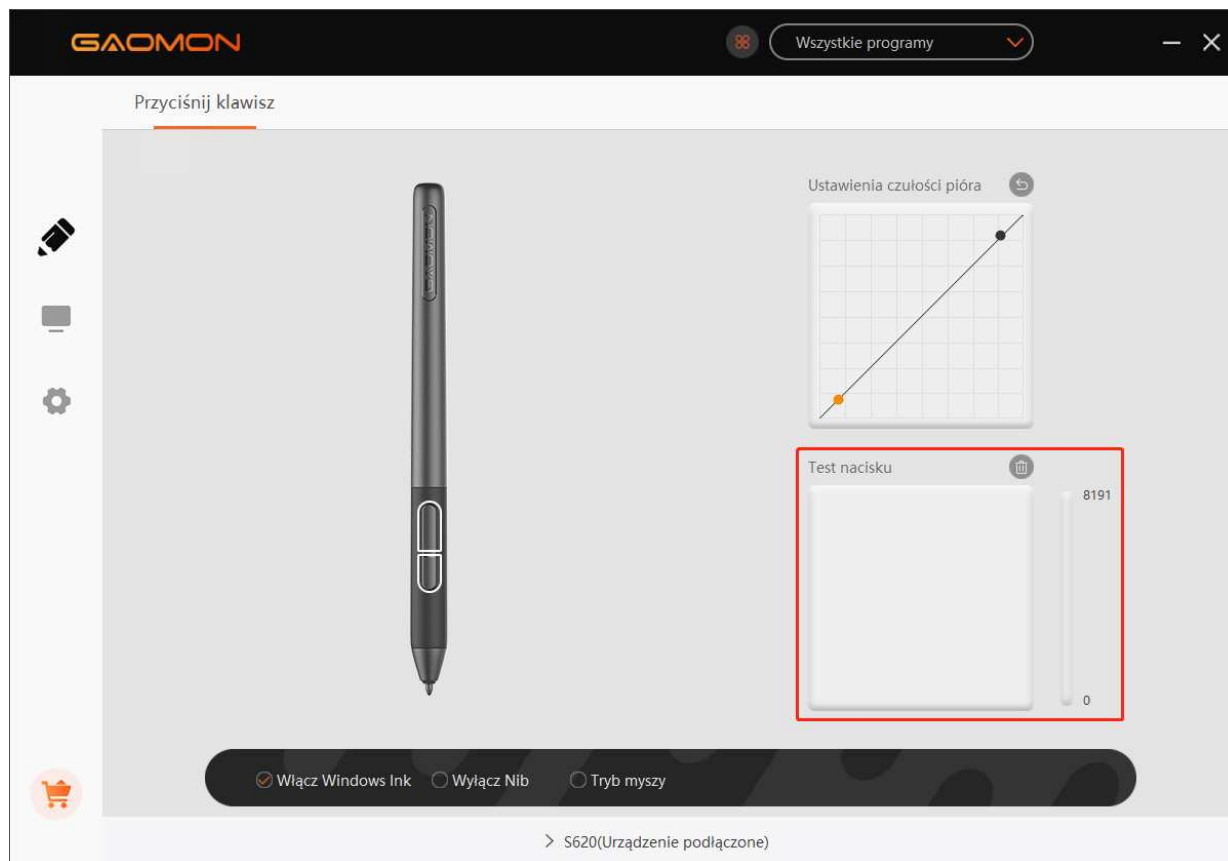 GAOMON
Wszystkie programy
Przyciśnij klawisz
GAOMON
Ustawienia czułości pióra
Test nacisku
8191
0
Włącz Windows Ink
Wyłącz Nib
Tryb myszy
S620(Urządzenie podłączone)